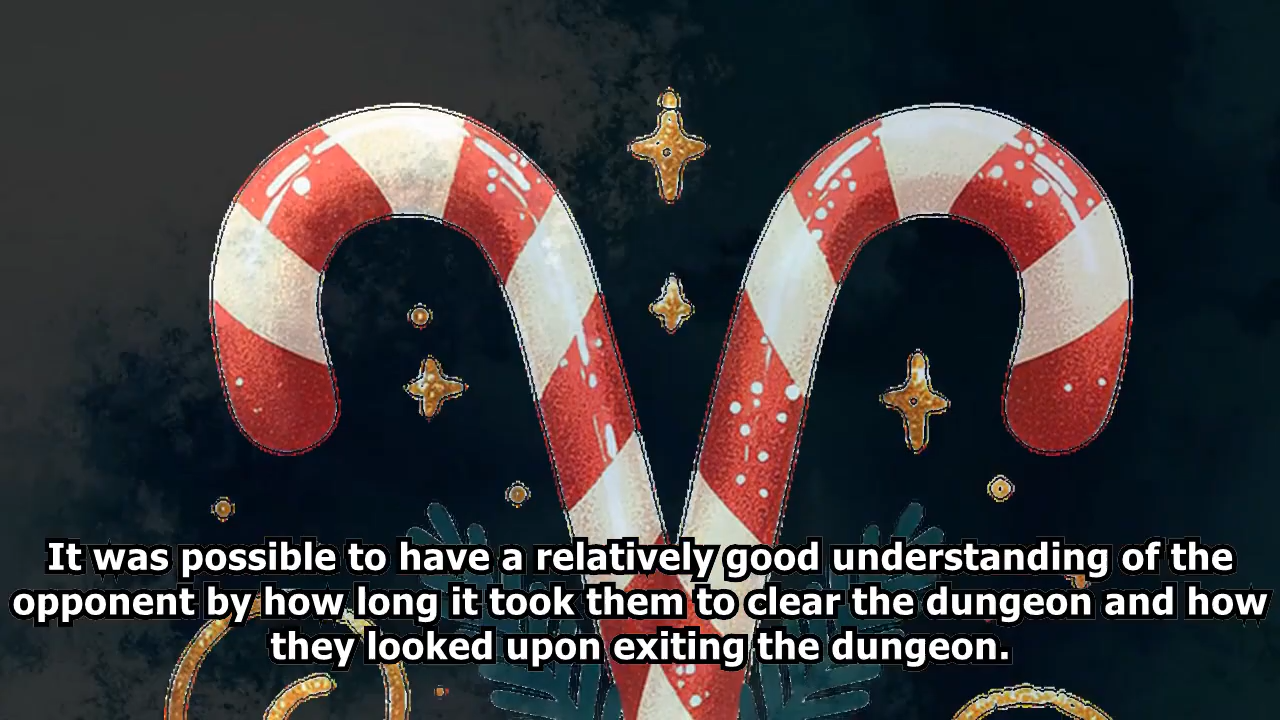 It was possible to have a relatively good understanding of the
opponent by how long it took them to clear the dungeon and how
they looked upon exiting the dungeon.